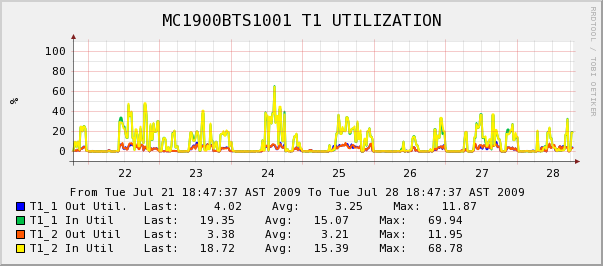 MC1900BTS1001 T1 UTILIZATION
RRDTOOL / TOBI OETIKER
%
100
80
60
40
20
0
22 23 24 25 26 27 28
From Tue Jul 21 18:47:37 AST 2009 To Tue Jul 28 18:47:37 AST 2009
T1_1 Out Util. Last: 4.02 Avg: 3.25 Max: 11.87
T1_1 In Util Last: 19.35 Avg: 15.07 Max: 69.94
T1_2 Out Util Last: 3.38 Avg: 3.21 Max: 11.95
T1_2 In Util Last: 18.72 Avg: 15.39 Max: 68.78